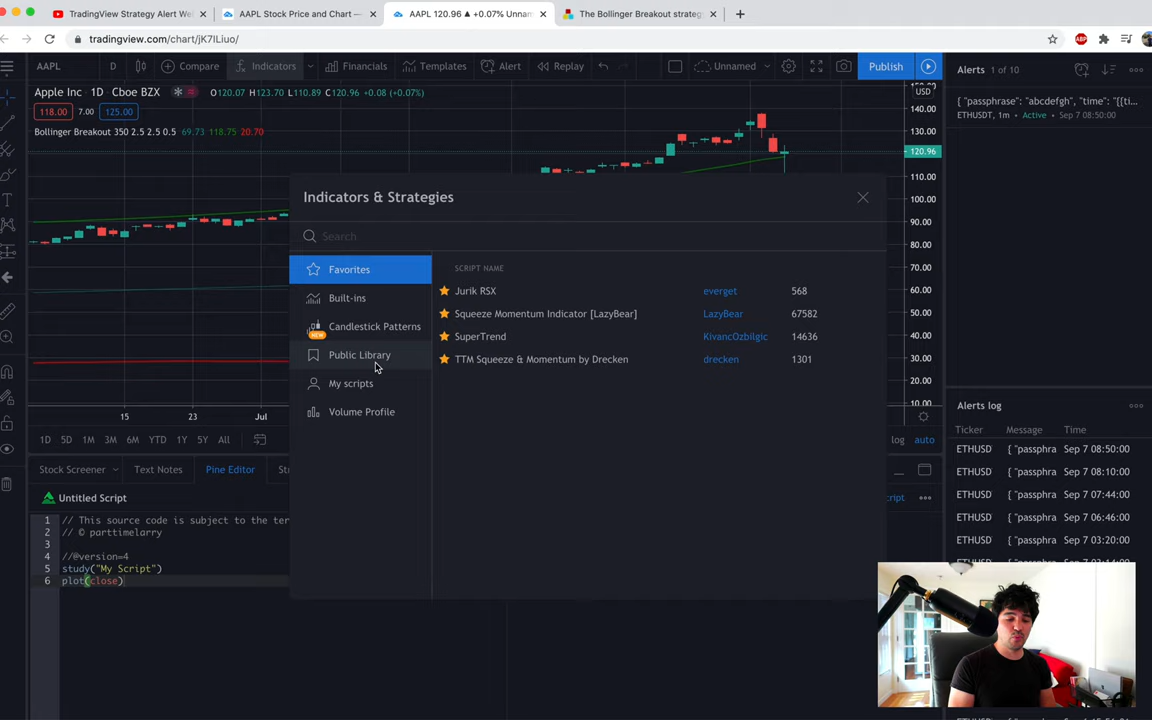 TradingView Strategy Alert We
AAPL Stock Price and Chart —
AAPL 120.96 ▲ +0.07% Unnam
The Bollinger Breakout strateg
tradingview.com/chart/jK7ILiuo/
ABP
AAPL
D
Compare
Indicators
Financials
Templates
Alert
Replay
Unnamed
Publish
Alerts 1 of 10
Apple Inc • 1D • Cboe BZX
O120.07 H123.70 L110.89 C120.96 +0.08 (+0.07%)
USD
118.00 7.00 125.00
{ "passphrase": "abcdefgh", "time": "[{ti...
ETHUSDT, 1m • Active • Sep 7 08:50:00
Bollinger Breakout 350 2.5 2.5 0.5 69.73 118.75 20.70
140.00
130.00
120.96
110.00
100.00
90.00
80.00
70.00
60.00
50.00
40.00
30.00
20.00
10.00
Indicators & Strategies
Search
Favorites
Built-ins
Candlestick Patterns
NEW
Public Library
My scripts
Volume Profile
SCRIPT NAME
Jurik RSX everget 568
Squeeze Momentum Indicator [LazyBear] LazyBear 67582
SuperTrend KivancOzbilgic 14636
TTM Squeeze & Momentum by Drecken drecken 1301
15 23 Jul
1D 5D 1M 3M 6M YTD 1Y 5Y All
log auto
Stock Screener
Text Notes
Pine Editor
Untitled Script
1 // This source code is subject to the ter
2 // © parttimelarry
3
4 //@version=4
5 study("My Script")
6 plot(close)
Alerts log
Ticker Message Time
ETHUSD { "passphra Sep 7 08:50:00
ETHUSD { "passphra Sep 7 08:10:00
ETHUSD { "passphra Sep 7 07:44:00
ETHUSD { "passphra Sep 7 06:46:00
ETHUSD { "passphra Sep 7 03:20:00